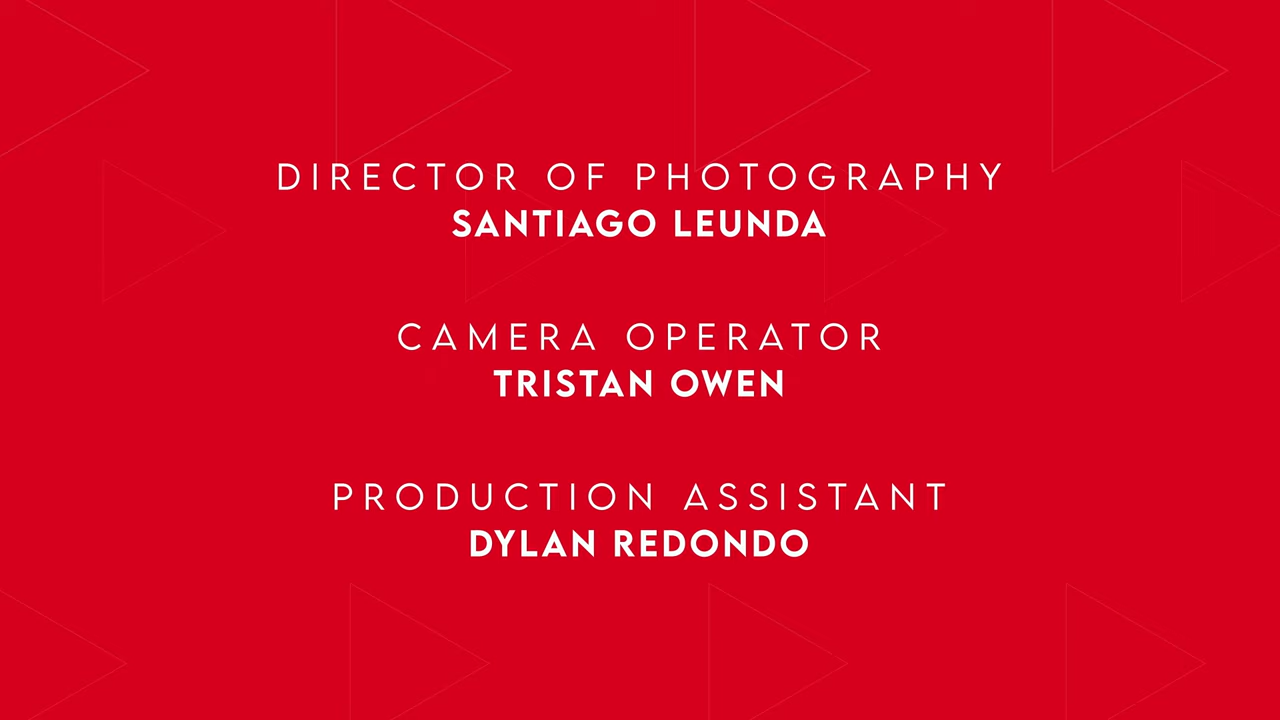 DIRECTOR OF PHOTOGRAPHY
SANTIAGO LEUNDA
CAMERA OPERATOR
TRISTAN OWEN
PRODUCTION ASSISTANT
DYLAN REDONDO